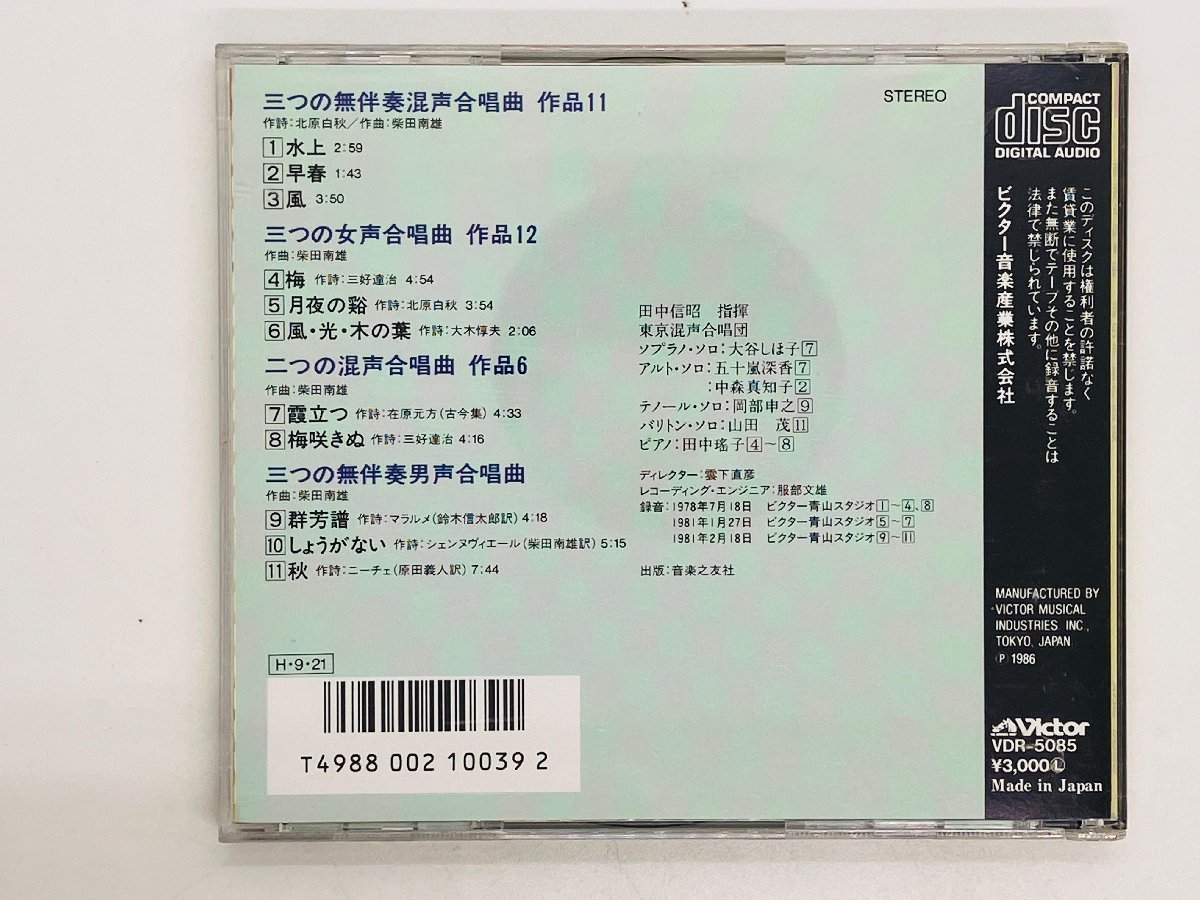 三つの無伴奏混声合唱曲 作品11
作詩:北原白秋/作曲:柴田南雄
1 水上 2:59
2 早春 1:43
3 風 3:50
三つの女声合唱曲 作品12
作曲:柴田南雄
4 梅 作詩:三好達治 4:54
5 月夜の谿 作詩:北原白秋 3:54
6 風・光・木の葉 作詩:大木惇夫 2:06
二つの混声合唱曲 作品6
作曲:柴田南雄
7 霞立つ 作詩:在原元方(古今集) 4:33
8 梅咲きぬ 作詩:三好達治 4:16
三つの無伴奏男声合唱曲
作曲:柴田南雄
9 群芳譜 作詩:マラルメ(鈴木信太郎訳) 4:18
10 しょうがない 作詩:シェンヌヴィエール(柴田南雄訳) 5:15
11 秋 作詩:ニーチェ(原田義人訳) 7:44
H・9・21
T4988 002 10039 2
STEREO
田中信昭 指揮
東京混声合唱団
ソプラノ・ソロ:大谷しほ子 7
アルト・ソロ:五十嵐深香 7
:中森真知子 2
テノール・ソロ:岡部申之 9
バリトン・ソロ:山田 茂 11
ピアノ:田中瑤子 4〜8
ディレクター:雲下直彦
レコーディング・エンジニア:服部文雄
録音:1978年7月18日 ビクター青山スタジオ 1〜4、8
1981年1月27日 ビクター青山スタジオ 5〜7
1981年2月18日 ビクター青山スタジオ 9〜11
出版:音楽之友社
COMPACT
disc
DIGITAL AUDIO
このディスクは権利者の許諾なく
賃貸業に使用することを禁じます。
また無断でテープその他に録音することは
法律で禁じられています。
ビクター音楽産業株式会社
MANUFACTURED BY
VICTOR MUSICAL
INDUSTRIES, INC.,
TOKYO, JAPAN
Ⓟ 1986
Victor
VDR-5085
¥3,000Ⓛ
Made in Japan